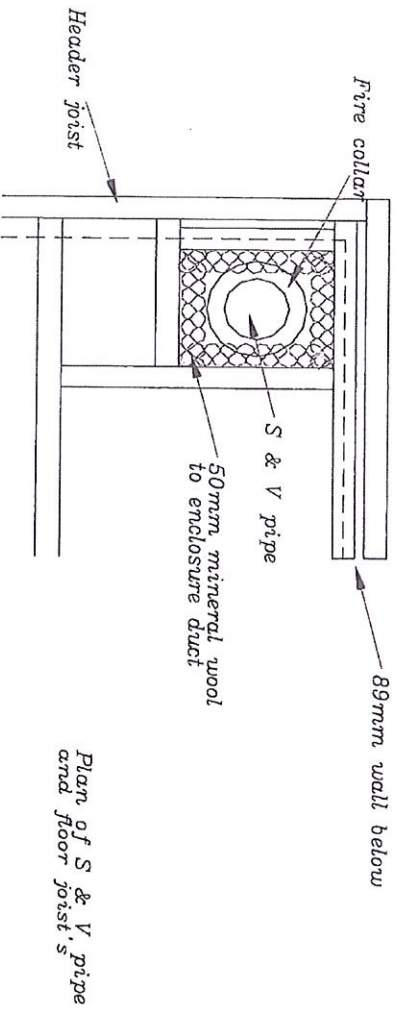 Fire collar
Header joist
S & V pipe
50mm mineral wool
to enclosure duct
89mm wall below
Plan of S & V pipe
and floor joist's